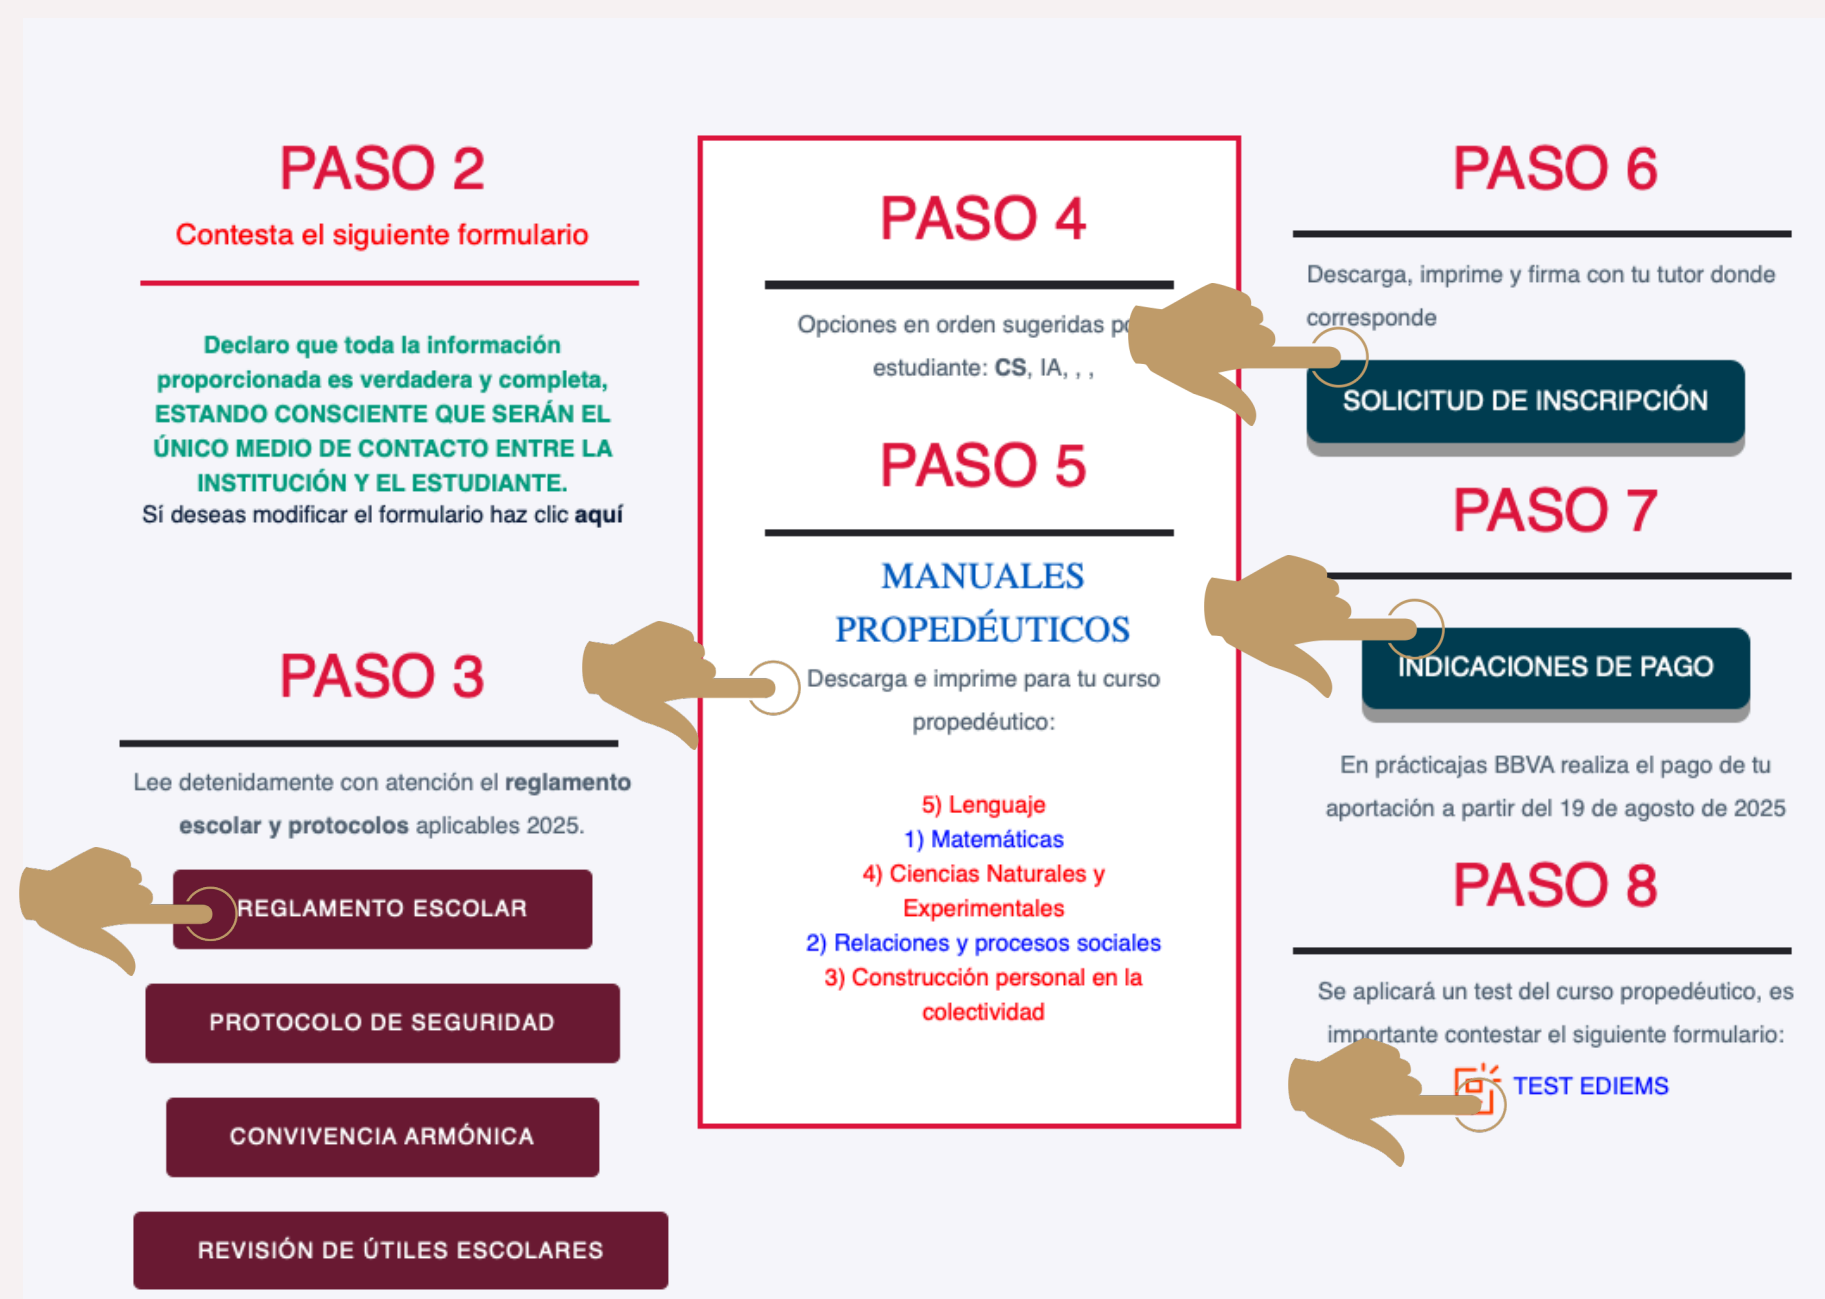 PASO 2
Contesta el siguiente formulario
Declaro que toda la información
proporcionada es verdadera y completa,
ESTANDO CONSCIENTE QUE SERÁN EL
ÚNICO MEDIO DE CONTACTO ENTRE LA
INSTITUCIÓN Y EL ESTUDIANTE.
Sí deseas modificar el formulario haz clic aquí
PASO 3
Lee detenidamente con atención el reglamento
escolar y protocolos aplicables 2025.
REGLAMENTO ESCOLAR
PROTOCOLO DE SEGURIDAD
CONVIVENCIA ARMÓNICA
REVISIÓN DE ÚTILES ESCOLARES
PASO 4
Opciones en orden sugeridas
estudiante: CS, IA, , ,
PASO 5
MANUALES
PROPEDÉUTICOS
Descarga e imprime para tu curso
propedéutico:
5) Lenguaje
1) Matemáticas
4) Ciencias Naturales y
Experimentales
2) Relaciones y procesos sociales
3) Construcción personal en la
colectividad
PASO 6
Descarga, imprime y firma con tu tutor donde
corresponde
SOLICITUD DE INSCRIPCIÓN
PASO 7
INDICACIONES DE PAGO
En prácticajas BBVA realiza el pago de tu
aportación a partir del 19 de agosto de 2025
PASO 8
Se aplicará un test del curso propedéutico, es
importante contestar el siguiente formulario:
TEST EDIEMS